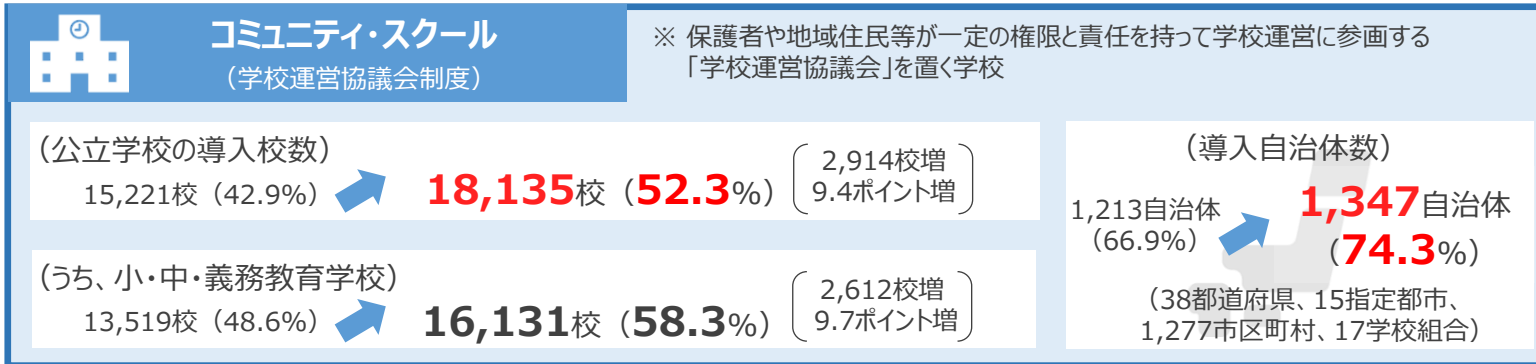 コミュニティ・スクール
（学校運営協議会制度）
※ 保護者や地域住民等が一定の権限と責任を持って学校運営に参画する
「学校運営協議会」を置く学校
（公立学校の導入校数）
15,221校（42.9%） 18,135校（52.3%）
2,914校増
9.4ポイント増
（うち、小・中・義務教育学校）
13,519校（48.6%） 16,131校（58.3%）
2,612校増
9.7ポイント増
（導入自治体数）
1,213自治体
（66.9%）
1,347自治体
（74.3%）
（38都道府県、15指定都市、
1,277市区町村、17学校組合）